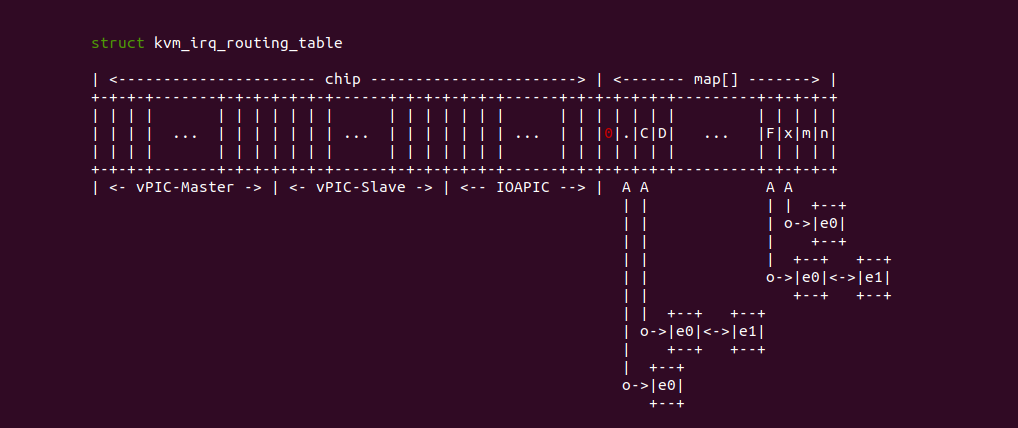 struct kvm_irq_routing_table
| <---------------------- chip -----------------------> | <------- map[] -------> |
+-+-+-+-------+-+-+-+-+-+-+------+-+-+-+-+-+-+------+-+-+-+-+-+-+---------+-+-+-+-+
| | | |       | | | | | | |      | | | | | | |      | | | | | | |         | | | | |
| | | |  ...  | | | | | | | ...  | | | | | | | ...  | | |0|.|C|D|   ...   |F|x|m|n|
| | | |       | | | | | | |      | | | | | | |      | | | | | | |         | | | | |
+-+-+-+-------+-+-+-+-+-+-+------+-+-+-+-+-+-+------+-+-+-+-+-+-+---------+-+-+-+-+
| <- vPIC-Master -> | <- vPIC-Slave -> | <-- IOAPIC --> |  A A             A A
                                                           | |             | |  +--+
                                                           | |             | o->|e0|
                                                           | |             |    +--+
                                                           | |             |  +--+   +--+
                                                           | |             o->|e0|<->|e1|
                                                           | |                +--+   +--+
                                                           | |  +--+   +--+
                                                           | o->|e0|<->|e1|
                                                           |    +--+   +--+
                                                           |  +--+
                                                           o->|e0|
                                                              +--+